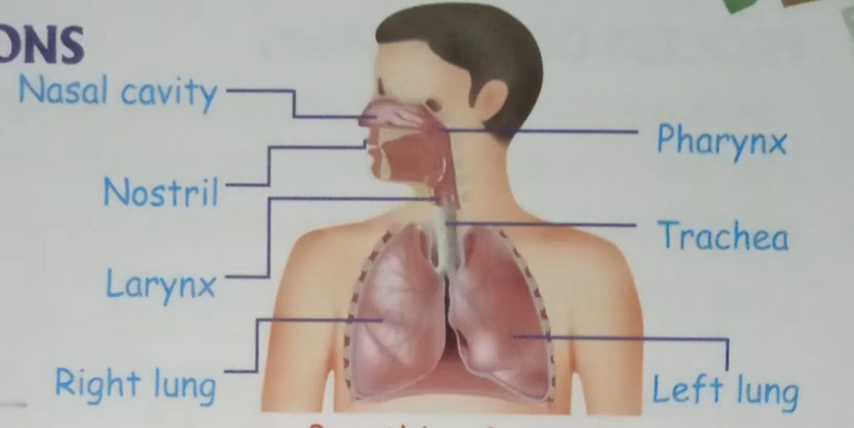 ONS
Nasal cavity
Pharynx
Nostril
Trachea
Larynx
Right lung
Left lung